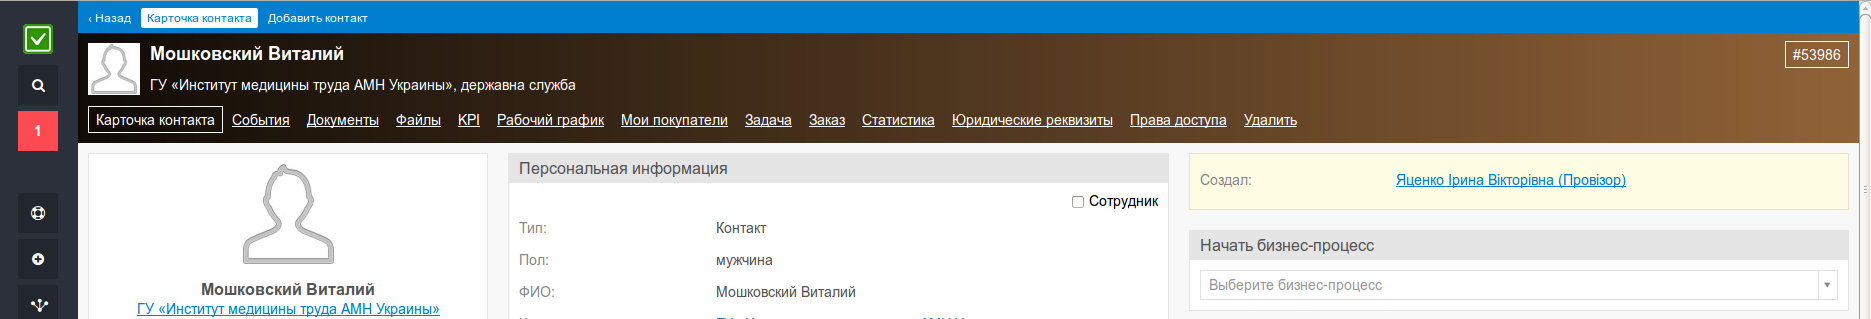 ‹ Назад Карточка контакта Добавить контакт
Мошковский Виталий
#53986
ГУ «Институт медицины труда АМН Украины», державна служба
1
Карточка контакта События Документы Файлы KPI Рабочий график Мои покупатели Задача Заказ Статистика Юридические реквизиты Права доступа Удалить
Персональная информация
Сотрудник
Тип: Контакт
Пол: мужчина
ФИО: Мошковский Виталий
Мошковский Виталий
ГУ «Институт медицины труда АМН Украины»
Создал: Яценко Ірина Вікторівна (Провізор)
Начать бизнес-процесс
Выберите бизнес-процесс